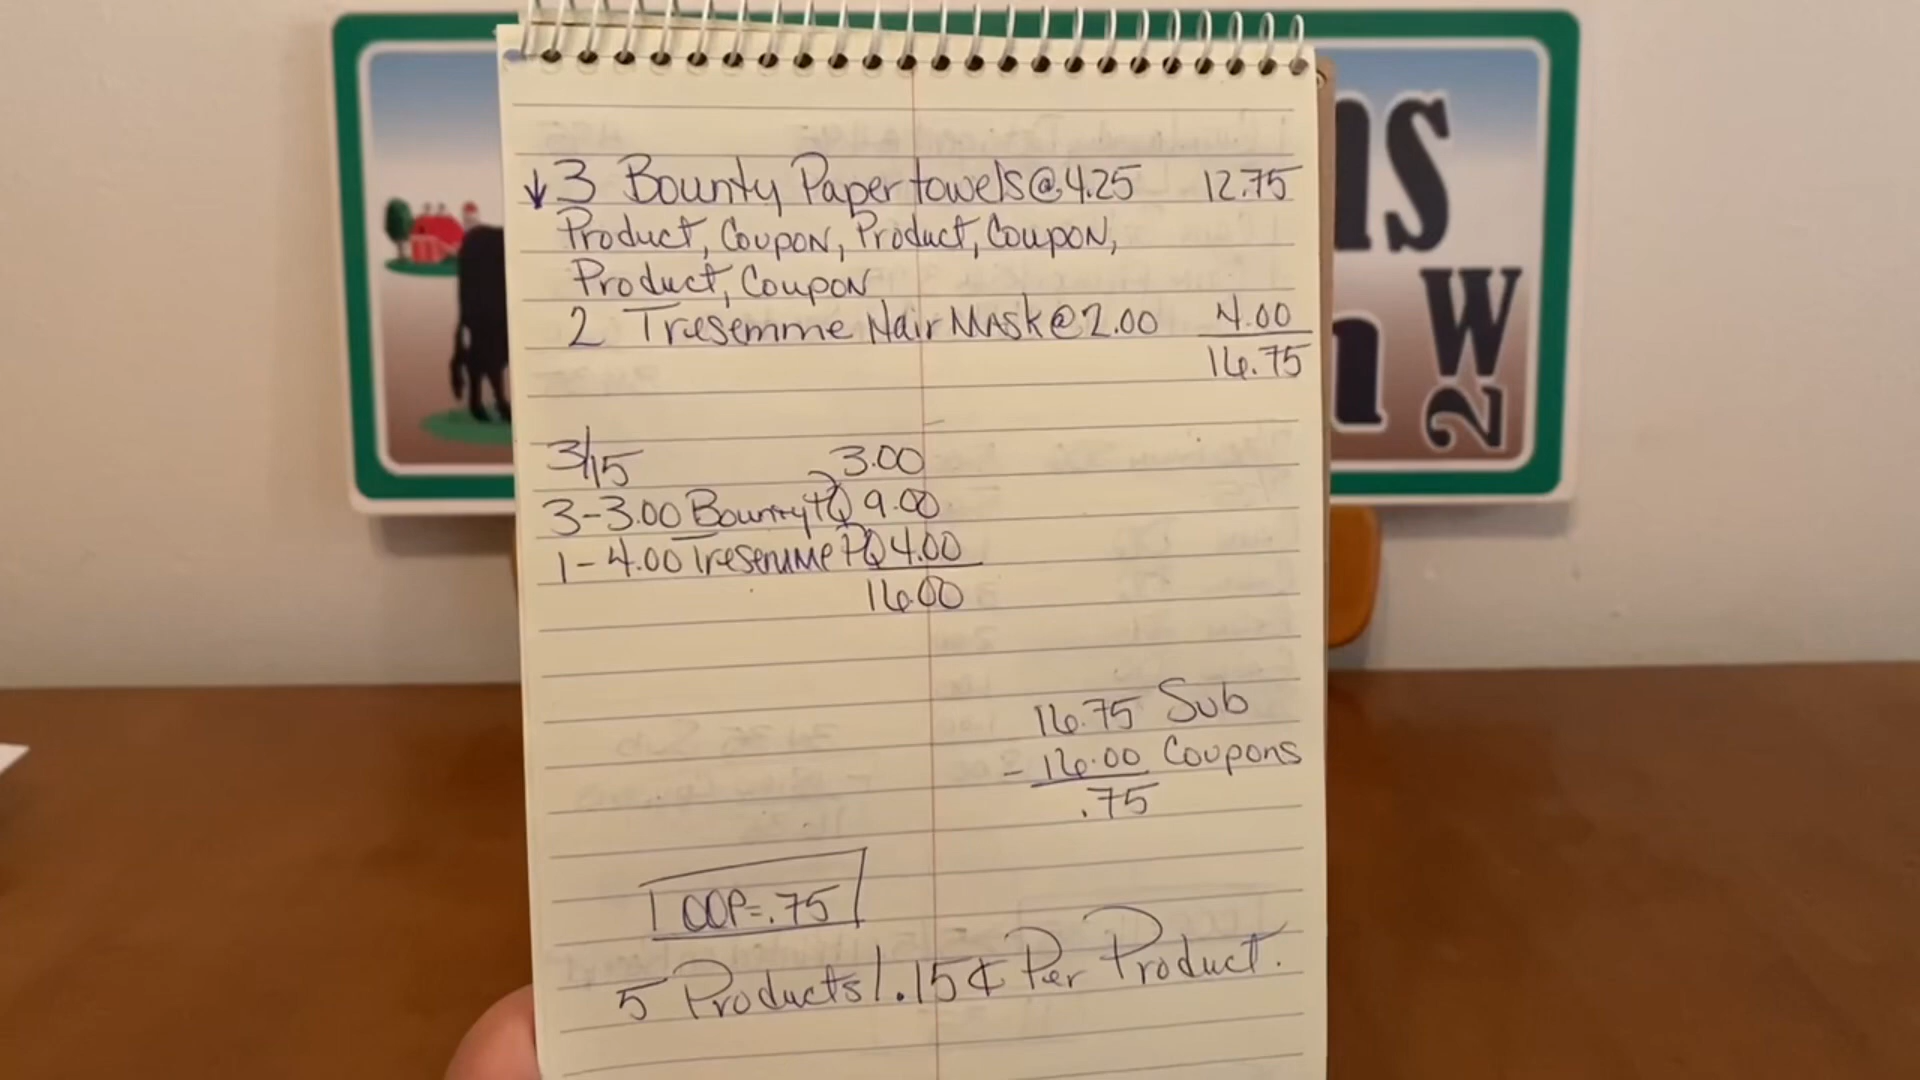 ↓3 Bounty Paper towels @ 4.25 12.75
Product, Coupon, Product, Coupon,
Product, Coupon
2 Tresemme Hair Mask @ 2.00 4.00
16.75
3/15 3.00
3-3.00 Bounty PQ 9.00
1-4.00 Tresemme PQ 4.00
16.00
16.75 Sub
- 16.00 Coupons
.75
OOP=.75
5 Products/.15¢ Per Product.
W
2